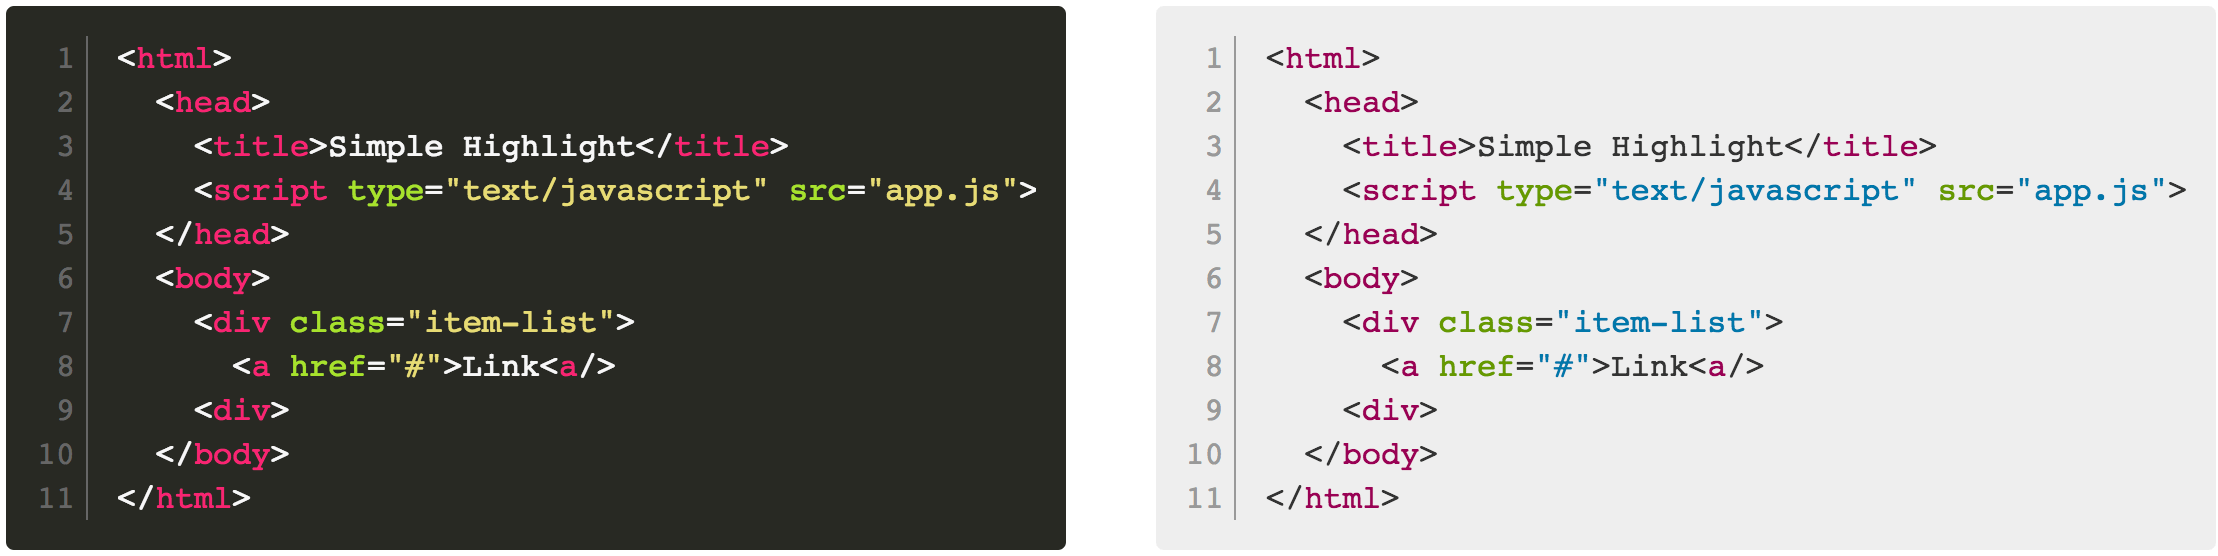 1 <html>
2   <head>
3     <title>Simple Highlight</title>
4     <script type="text/javascript" src="app.js">
5   </head>
6   <body>
7     <div class="item-list">
8       <a href="#">Link<a/>
9     <div>
10   </body>
11 </html>
1 <html>
2   <head>
3     <title>Simple Highlight</title>
4     <script type="text/javascript" src="app.js">
5   </head>
6   <body>
7     <div class="item-list">
8       <a href="#">Link<a/>
9     <div>
10   </body>
11 </html>